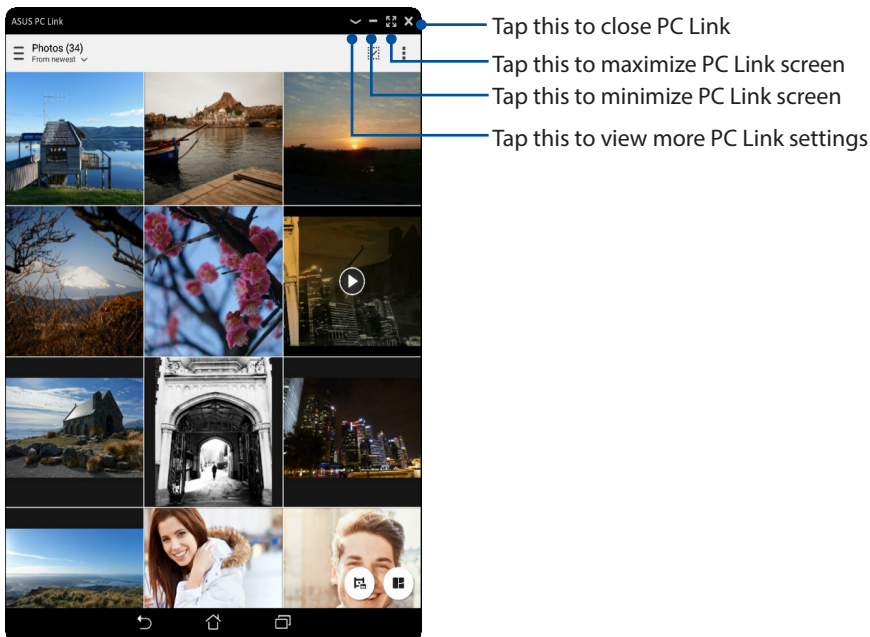 ASUS PC Link
Tap this to close PC Link
Photos (34)
From newest
Tap this to maximize PC Link screen
Tap this to minimize PC Link screen
Tap this to view more PC Link settings